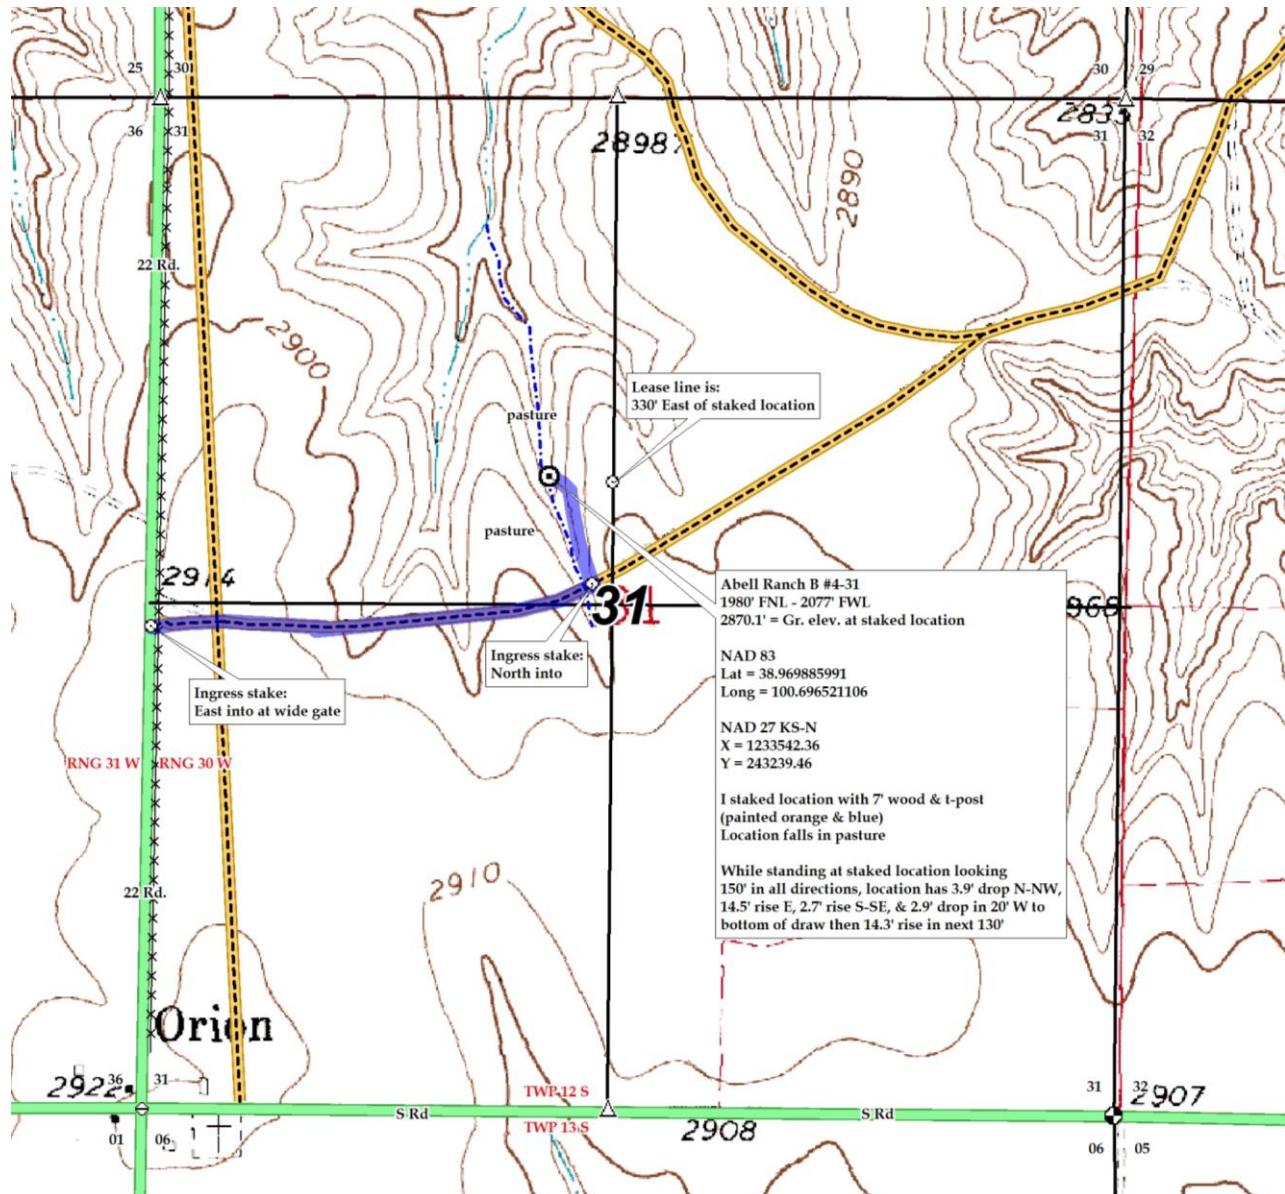 25 30
30 29
36 31
2898
31 32
2890
22 Rd.
2900
Lease line is:
330' East of staked location
pasture
pasture
2914
31
Ingress stake:
North into
Ingress stake:
East into at wide gate
Abell Ranch B #4-31
1980' FNL - 2077' FWL
2870.1' = Gr. elev. at staked location
NAD 83
Lat = 38.969885991
Long = 100.696521106
NAD 27 KS-N
X = 1233542.36
Y = 243239.46
I staked location with 7' wood & t-post
(painted orange & blue)
Location falls in pasture
While standing at staked location looking
150' in all directions, location has 3.9' drop N-NW,
14.5' rise E, 2.7' rise S-SE, & 2.9' drop in 20' W to
bottom of draw then 14.3' rise in next 130'
RNG 31 W RNG 30 W
22 Rd.
2910
Orion
2922
36 31
TWP 12 S
31 32
2907
S Rd
S Rd
TWP 13 S
2908
01 06
06 05